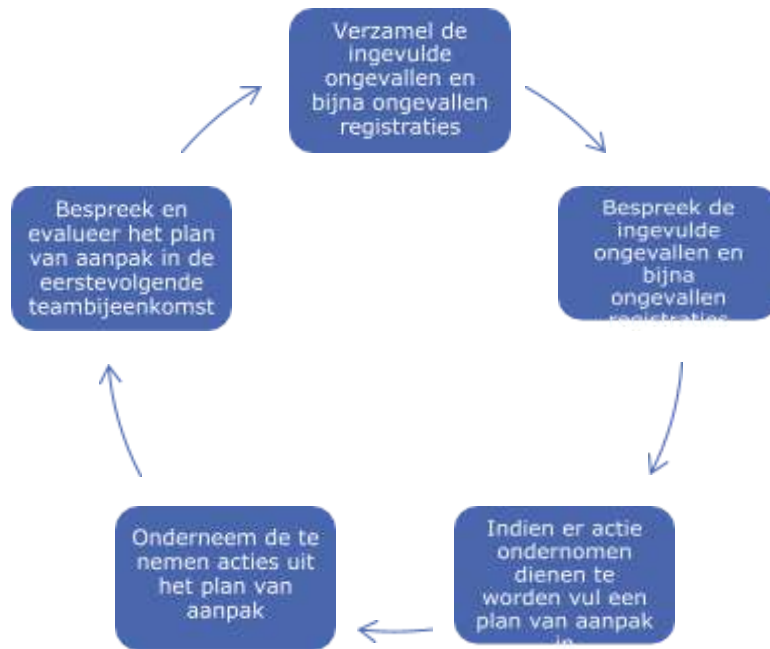 Verzamel de
ingevulde
ongevallen en
bijna ongevallen
registraties
Bespreek de
ingevulde
ongevallen en
bijna
ongevallen
registraties
Indien er actie
ondernomen
dienen te
worden vul een
plan van aanpak
in
Onderneem de te
nemen acties uit
het plan van
aanpak
Bespreek en
evalueer het plan
van aanpak in de
eerstevolgende
teambijeenkomst